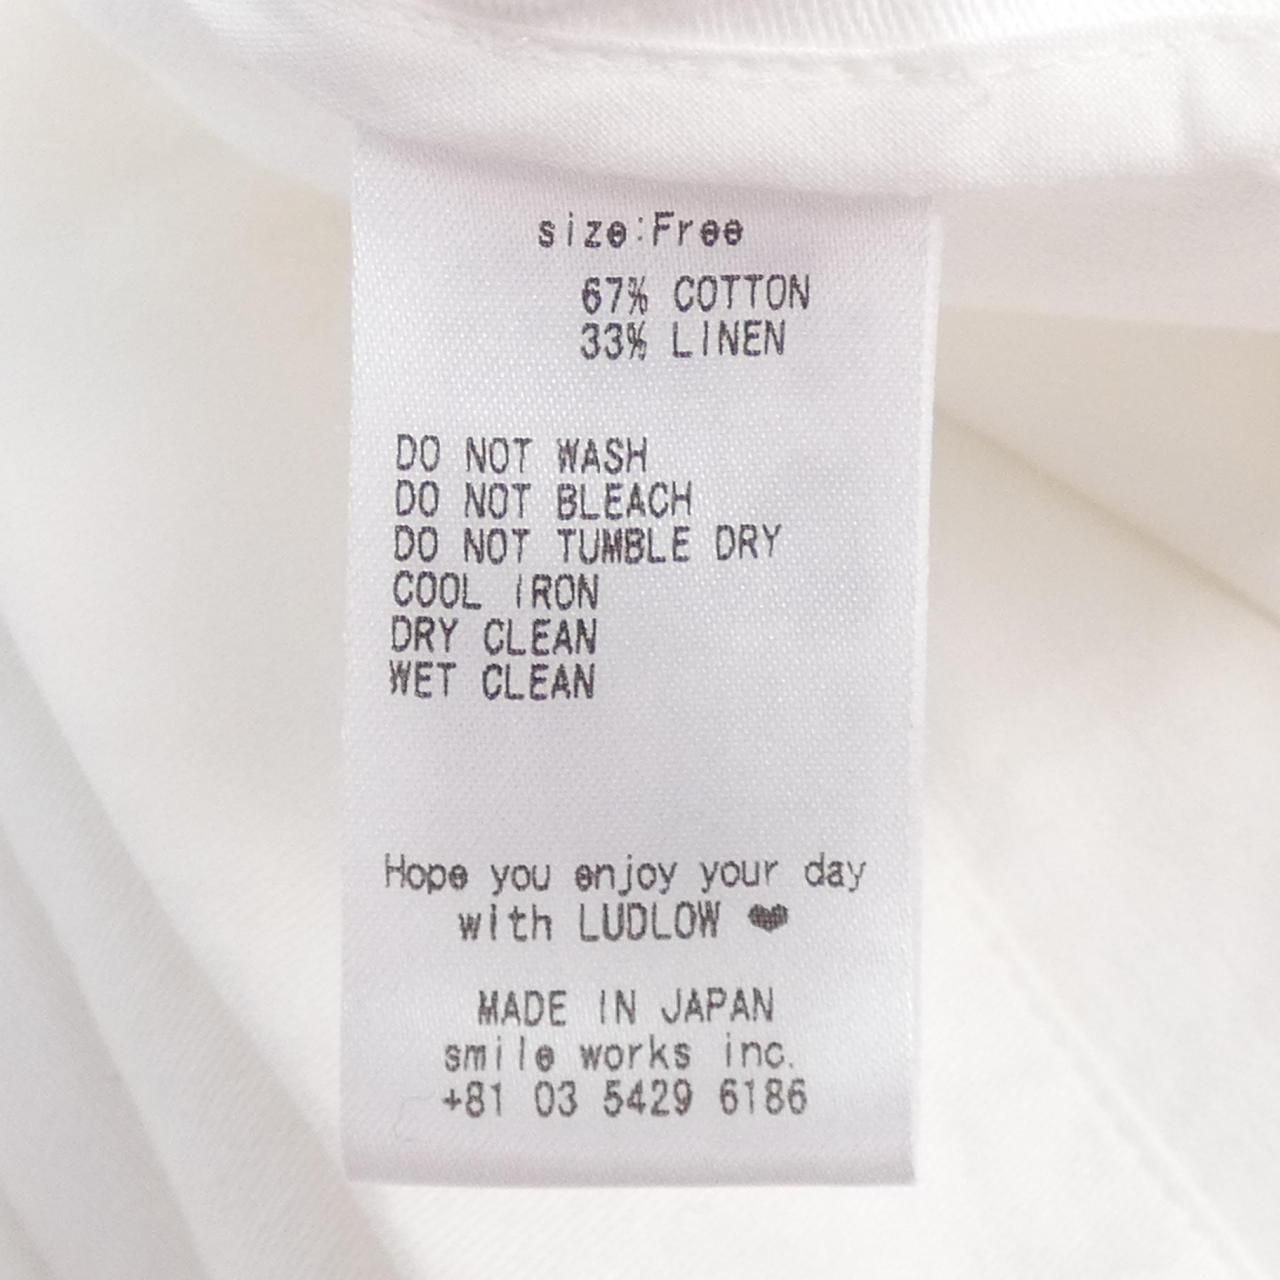 size:Free
67% COTTON
33% LINEN
DO NOT WASH
DO NOT BLEACH
DO NOT TUMBLE DRY
COOL IRON
DRY CLEAN
WET CLEAN
Hope you enjoy your day
with LUDLOW ♥
MADE IN JAPAN
smile works inc.
+81 03 5429 6186